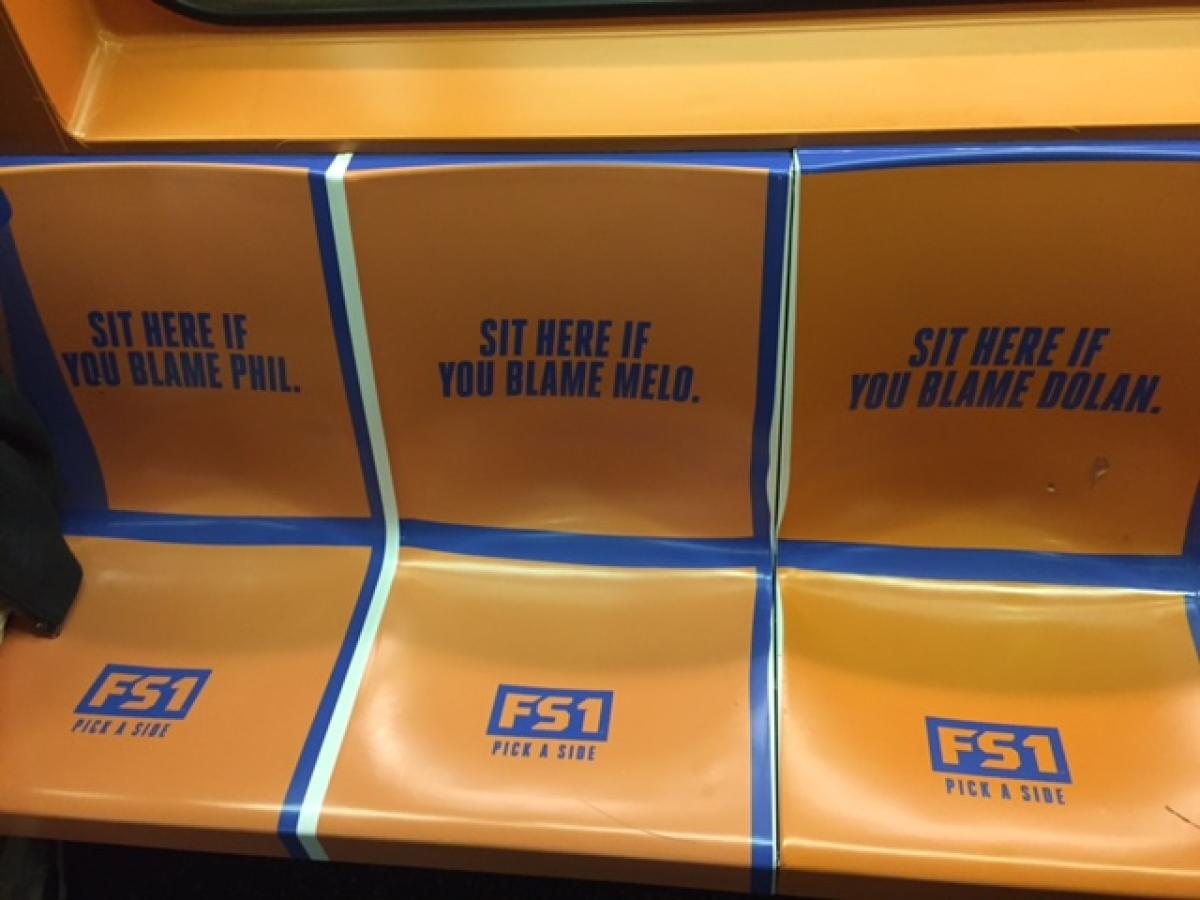 SIT HERE IF
YOU BLAME PHIL.
SIT HERE IF
YOU BLAME MELO.
SIT HERE IF
YOU BLAME DOLAN.
FS1
PICK A SIDE
FS1
PICK A SIDE
FS1
PICK A SIDE